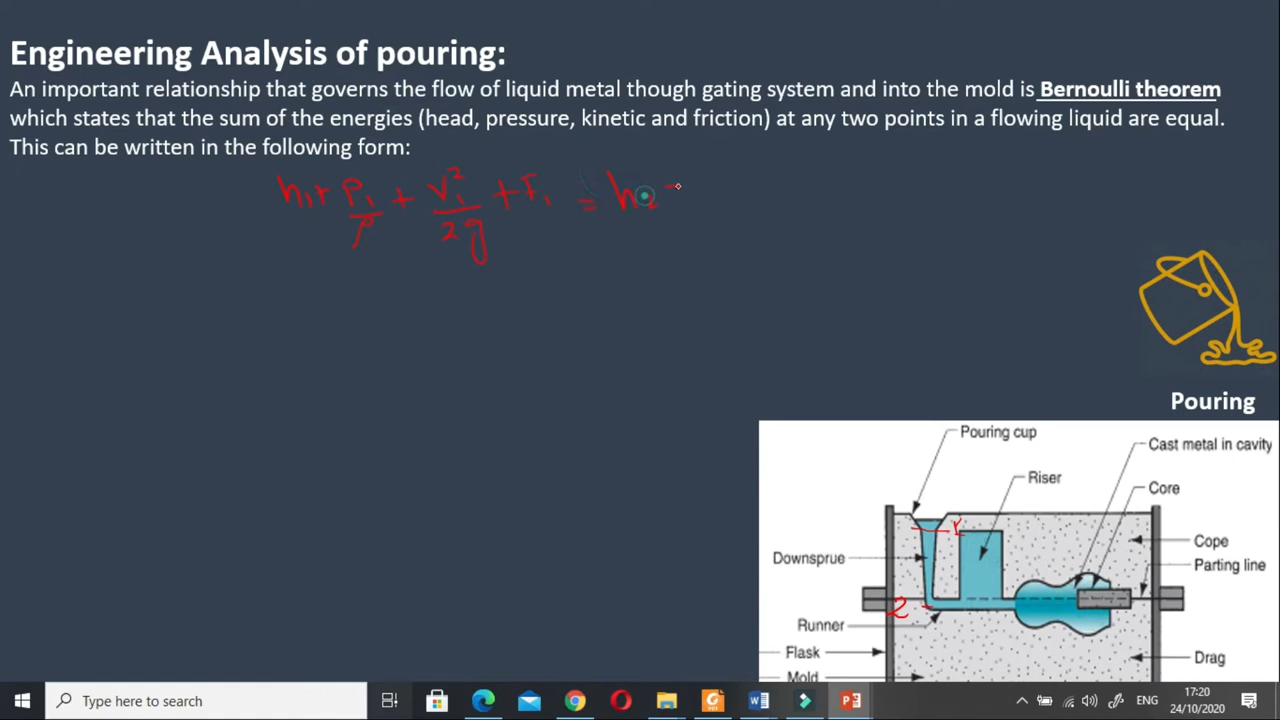 Engineering Analysis of pouring:
An important relationship that governs the flow of liquid metal though gating system and into the mold is Bernoulli theorem
which states that the sum of the energies (head, pressure, kinetic and friction) at any two points in a flowing liquid are equal.
This can be written in the following form:
h₁ + P₁/ρ + V₁²/2g + F₁ = h₂ +
Pouring
Pouring cup
Cast metal in cavity
Riser
Core
1
Cope
Downsprue
Parting line
2
Runner
Flask
Drag
Mold
Type here to search
ENG
17:20
24/10/2020